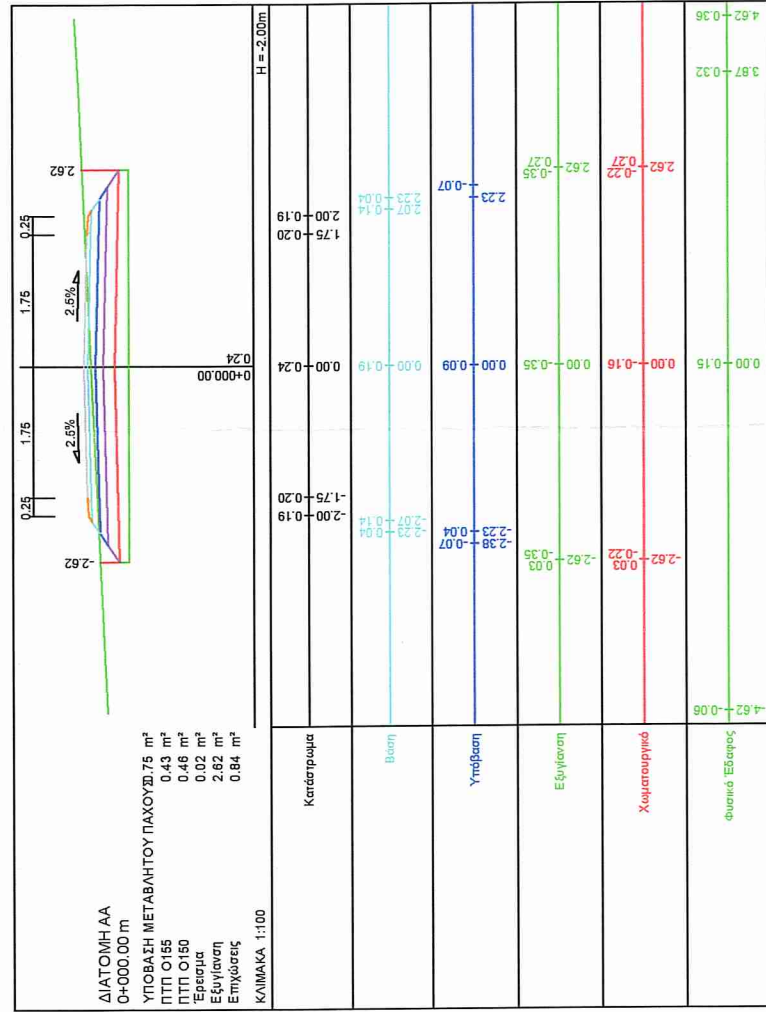 ΔΙΑΤΟΜΗ ΑΑ
0+000.00 m
ΥΠΟΒΑΣΗ ΜΕΤΑΒΛΗΤΟΥ ΠΑΧΟΥΣ0.75 m²
ΠΤΠ Ο155 0.43 m²
ΠΤΠ Ο150 0.46 m²
Έρεισμα 0.02 m²
Εξυγίανση 2.62 m²
Επιχώσεις 0.84 m²
ΚΛΙΜΑΚΑ 1:100
0.25 1.75 1.75 0.25
2.5% 2.5%
-2.62 2.62
0+000.00 0.24
H = -2.00m
Κατάστρωμα
-2.00 0.19
-1.75 0.20
0.00 0.24
1.75 0.20
2.00 0.19
Βάση
-2.23 0.04
-2.07 0.14
0.00 0.19
2.07 0.14
2.23 0.04
Υπόβαση
-2.38 -0.07
-2.23 0.04
0.00 0.09
2.23
-0.07
Εξυγίανση
-2.62 -0.35
0.03
0.00 -0.35
2.62 -0.35
0.27
Χωματουργικό
-2.62 -0.22
0.03
0.00 -0.16
2.62 -0.22
0.27
Φυσικό Έδαφος
-4.62 -0.06
0.00 0.15
3.87 0.32
4.62 0.36